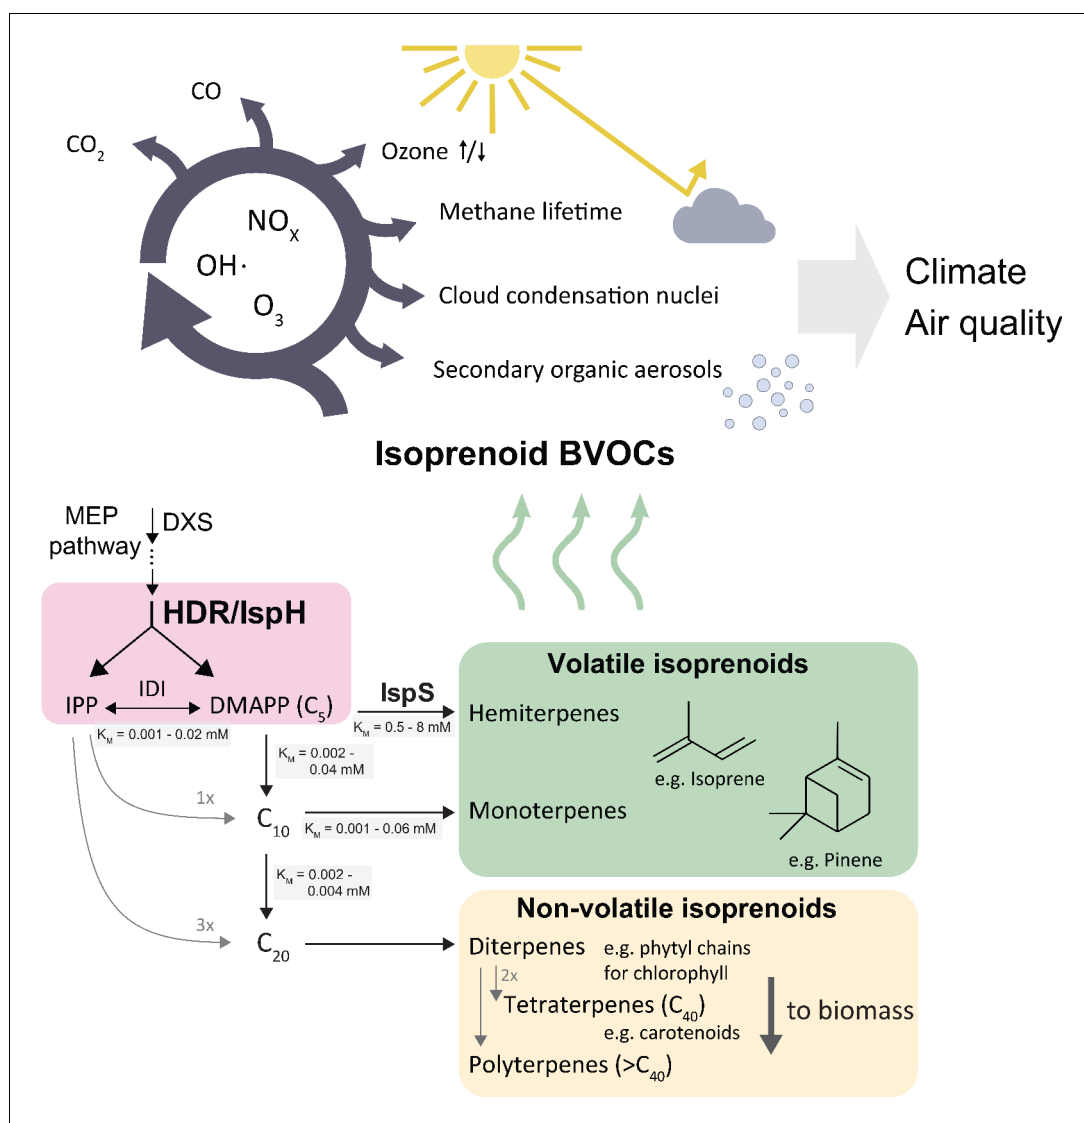 CO
CO2
Ozone ↑/↓
Methane lifetime
NOX
OH·
O3
Cloud condensation nuclei
Secondary organic aerosols
Climate
Air quality
Isoprenoid BVOCs
MEP
pathway
DXS
HDR/IspH
IPP
IDI
DMAPP (C5)
IspS
KM = 0.001 - 0.02 mM
KM = 0.5 - 8 mM
KM = 0.002 -
0.04 mM
1x
C10
KM = 0.001 - 0.06 mM
KM = 0.002 -
0.004 mM
3x
C20
Volatile isoprenoids
Hemiterpenes
e.g. Isoprene
Monoterpenes
e.g. Pinene
Non-volatile isoprenoids
Diterpenes
e.g. phytyl chains
for chlorophyll
2x
Tetraterpenes (C40)
e.g. carotenoids
Polyterpenes (>C40)
to biomass